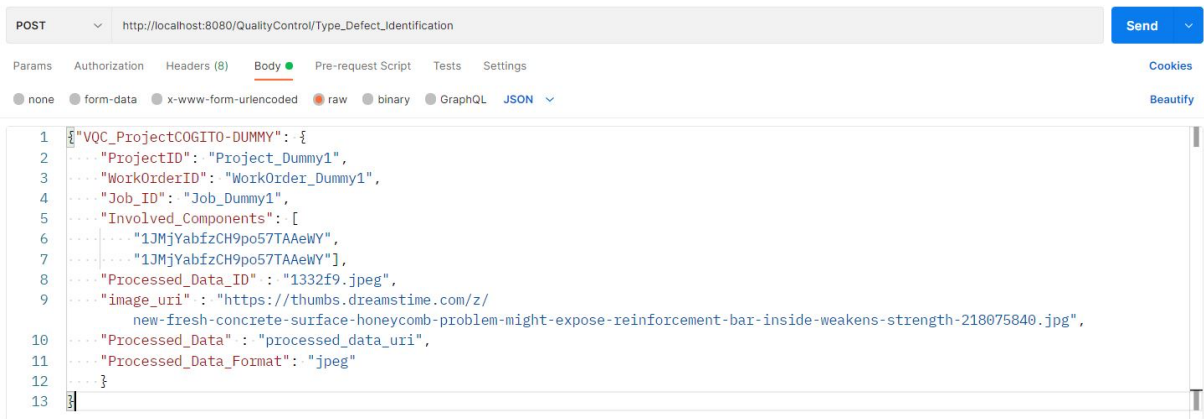 POST http://localhost:8080/QualityControl/Type_Defect_Identification Send
Params Authorization Headers (8) Body Pre-request Script Tests Settings Cookies
none form-data x-www-form-urlencoded raw binary GraphQL JSON Beautify
1 {"VQC_ProjectCOGITO-DUMMY": {
2 "ProjectID": "Project_Dummy1",
3 "WorkOrderID": "WorkOrder_Dummy1",
4 "Job_ID": "Job_Dummy1",
5 "Involved_Components": [
6 "1JMjYabfzCH9po57TAAeWY",
7 "1JMjYabfzCH9po57TAAeWY"],
8 "Processed_Data_ID" : "1332f9.jpeg",
9 "image_uri" : "https://thumbs.dreamstime.com/z/
new-fresh-concrete-surface-honeycomb-problem-might-expose-reinforcement-bar-inside-weakens-strength-218075840.jpg",
10 "Processed_Data" : "processed_data_uri",
11 "Processed_Data_Format": "jpeg"
12 }
13 }